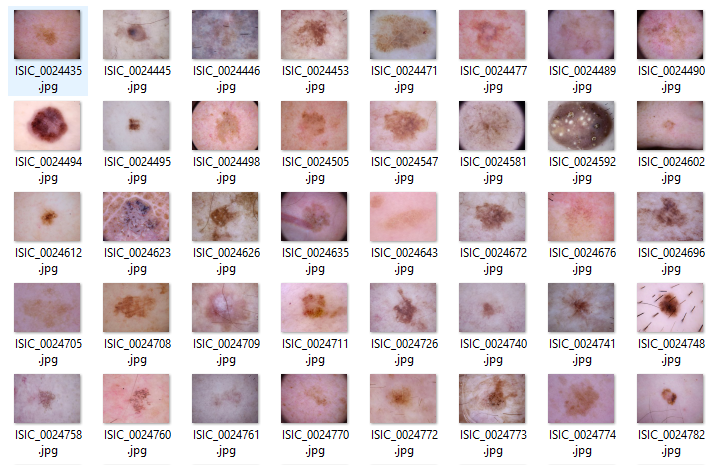 ISIC_0024435 ISIC_0024445 ISIC_0024446 ISIC_0024453 ISIC_0024471 ISIC_0024477 ISIC_0024489 ISIC_0024490
.jpg .jpg .jpg .jpg .jpg .jpg .jpg .jpg
ISIC_0024494 ISIC_0024495 ISIC_0024498 ISIC_0024505 ISIC_0024547 ISIC_0024581 ISIC_0024592 ISIC_0024602
.jpg .jpg .jpg .jpg .jpg .jpg .jpg .jpg
ISIC_0024612 ISIC_0024623 ISIC_0024626 ISIC_0024635 ISIC_0024643 ISIC_0024672 ISIC_0024676 ISIC_0024696
.jpg .jpg .jpg .jpg .jpg .jpg .jpg .jpg
ISIC_0024705 ISIC_0024708 ISIC_0024709 ISIC_0024711 ISIC_0024726 ISIC_0024740 ISIC_0024741 ISIC_0024748
.jpg .jpg .jpg .jpg .jpg .jpg .jpg .jpg
ISIC_0024758 ISIC_0024760 ISIC_0024761 ISIC_0024770 ISIC_0024772 ISIC_0024773 ISIC_0024774 ISIC_0024782
.jpg .jpg .jpg .jpg .jpg .jpg .jpg .jpg